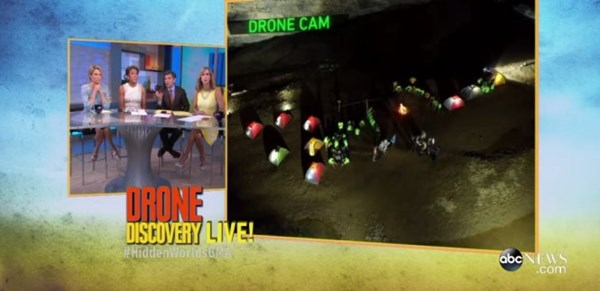 DRONE CAM
DRONE
DISCOVERY LIVE!
#HiddenWorldsGMA
abc NEWS
.com